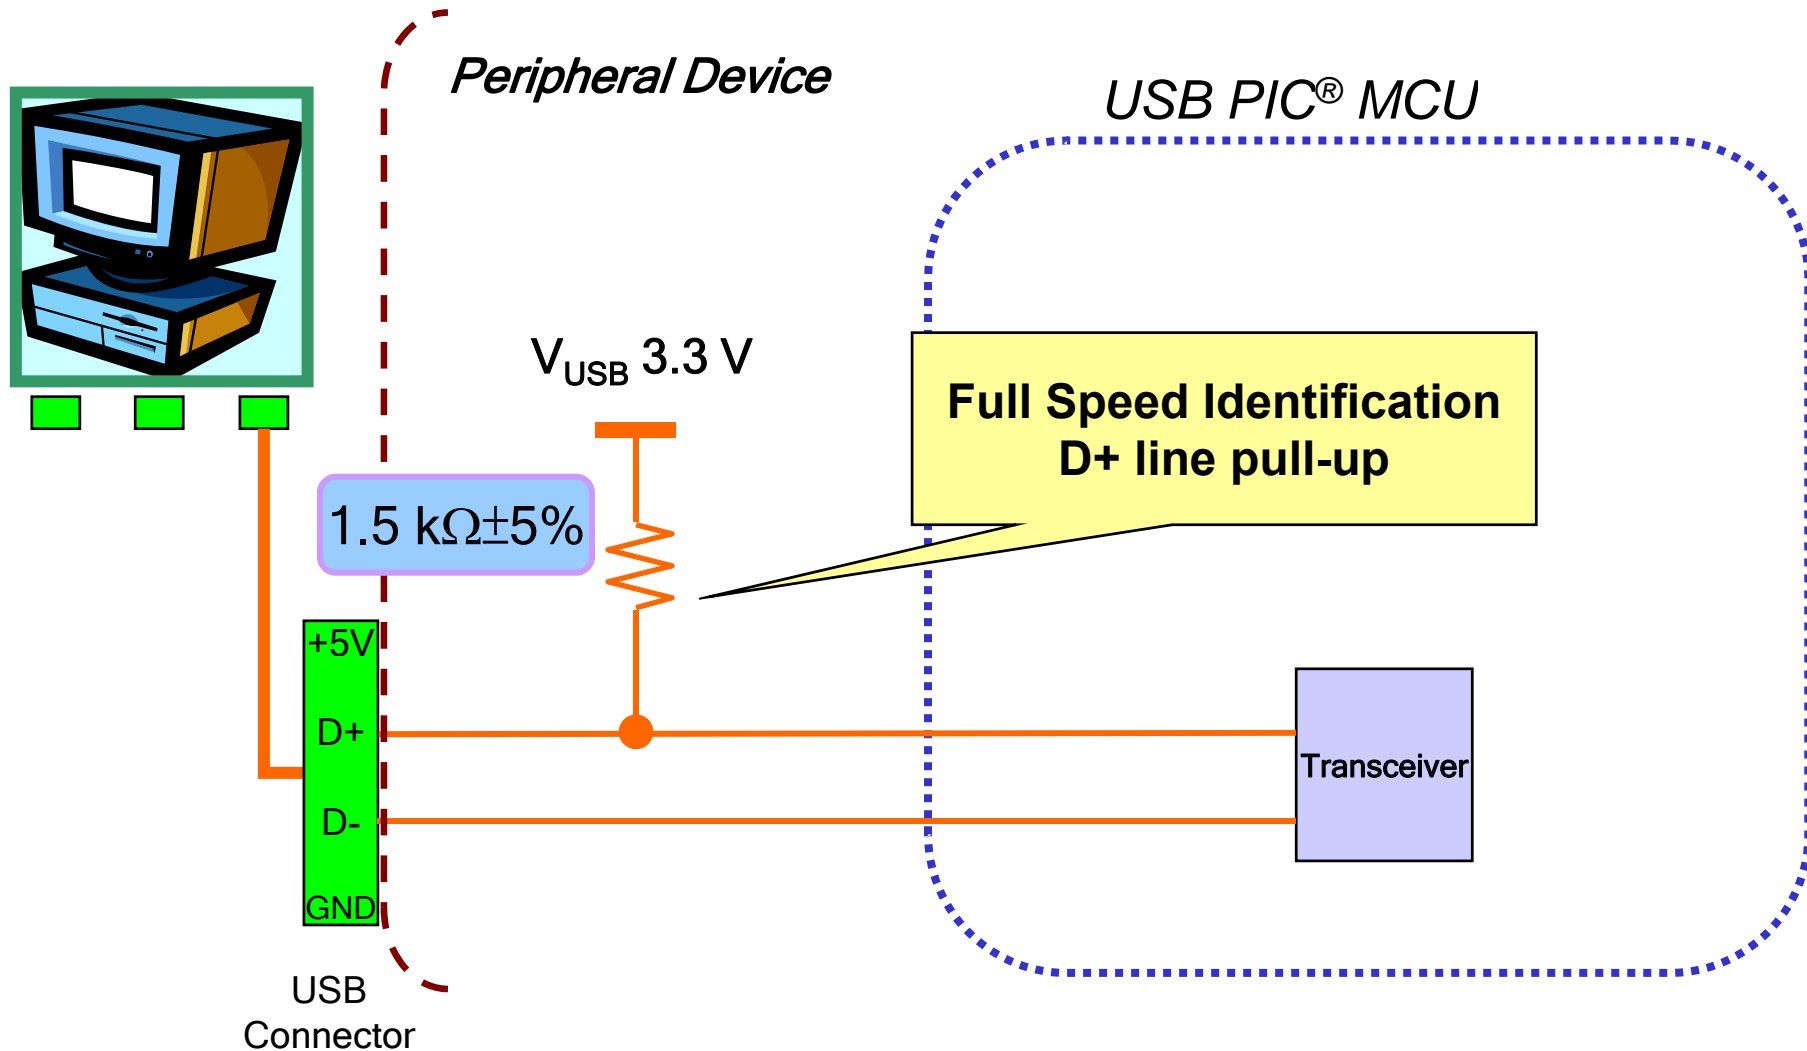 Peripheral Device
USB PIC® MCU
V_USB 3.3 V
Full Speed Identification
D+ line pull-up
1.5 kΩ±5%
+5V
D+
D-
GND
Transceiver
USB
Connector